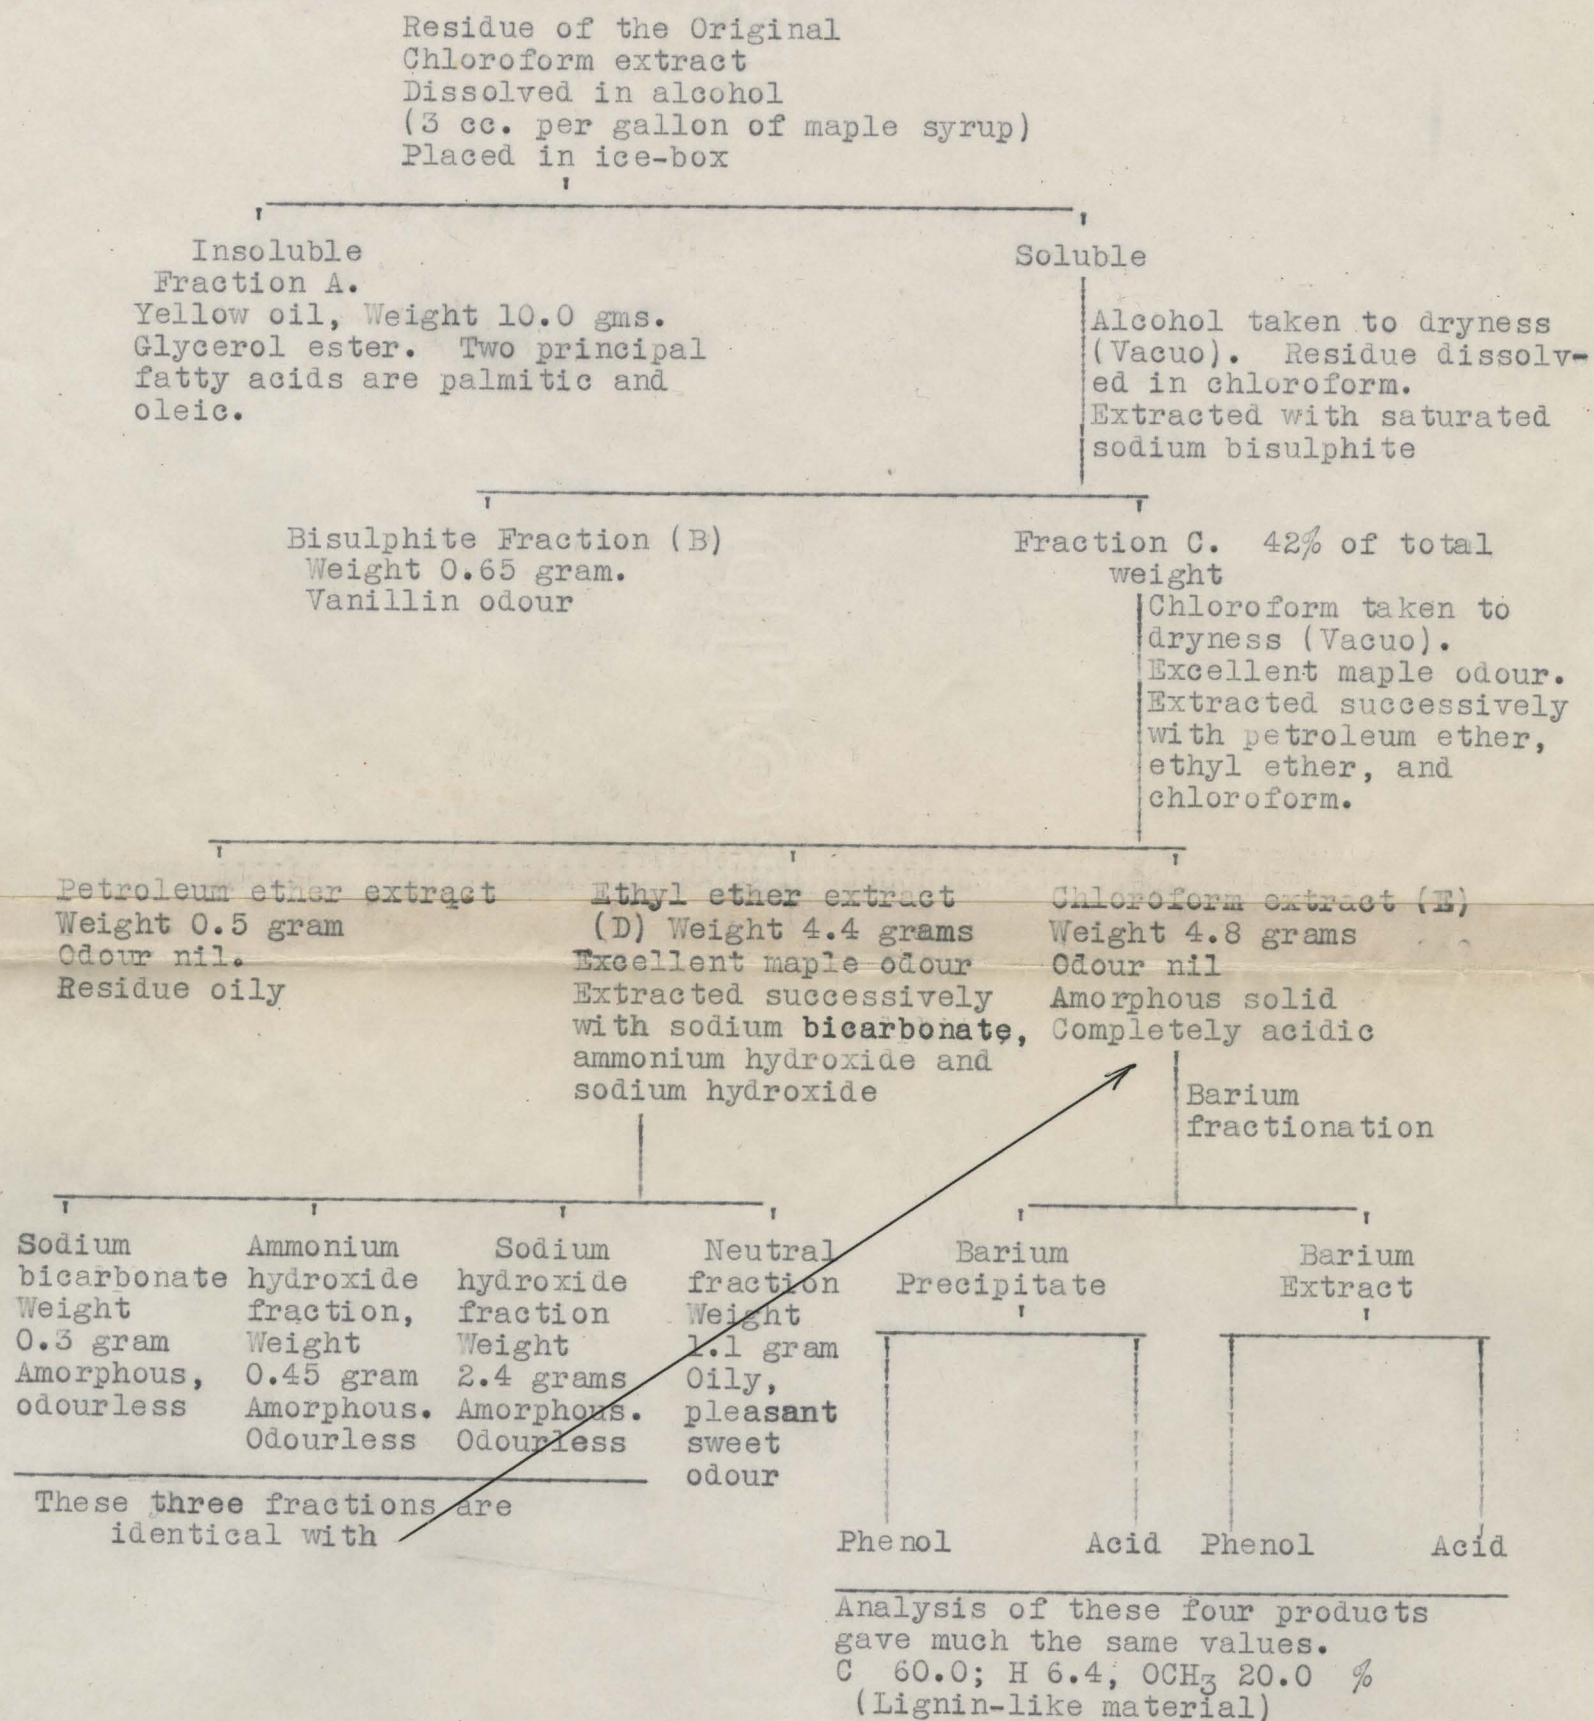 Residue of the Original
Chloroform extract
Dissolved in alcohol
(3 cc. per gallon of maple syrup)
Placed in ice-box
Insoluble
Fraction A.
Yellow oil, Weight 10.0 gms.
Glycerol ester. Two principal
fatty acids are palmitic and
oleic.
Soluble
Alcohol taken to dryness
(Vacuo). Residue dissolv-
ed in chloroform.
Extracted with saturated
sodium bisulphite
Bisulphite Fraction (B)
Weight 0.65 gram.
Vanillin odour
Fraction C. 42% of total
weight
Chloroform taken to
dryness (Vacuo).
Excellent maple odour.
Extracted successively
with petroleum ether,
ethyl ether, and
chloroform.
Petroleum ether extract
Weight 0.5 gram
Odour nil.
Residue oily
Ethyl ether extract
(D) Weight 4.4 grams
Excellent maple odour
Extracted successively
with sodium bicarbonate,
ammonium hydroxide and
sodium hydroxide
Chloroform extract (E)
Weight 4.8 grams
Odour nil
Amorphous solid
Completely acidic
Barium
fractionation
Sodium
bicarbonate
Weight
0.3 gram
Amorphous,
odourless
Ammonium
hydroxide
fraction,
Weight
0.45 gram
Amorphous.
Odourless
Sodium
hydroxide
fraction
Weight
2.4 grams
Amorphous.
Odourless
Neutral
fraction
Weight
1.1 gram
Oily,
pleasant
sweet
odour
These three fractions are
identical with
Barium
Precipitate
Barium
Extract
Phenol
Acid
Phenol
Acid
Analysis of these four products
gave much the same values.
C 60.0; H 6.4, OCH3 20.0 %
(Lignin-like material)